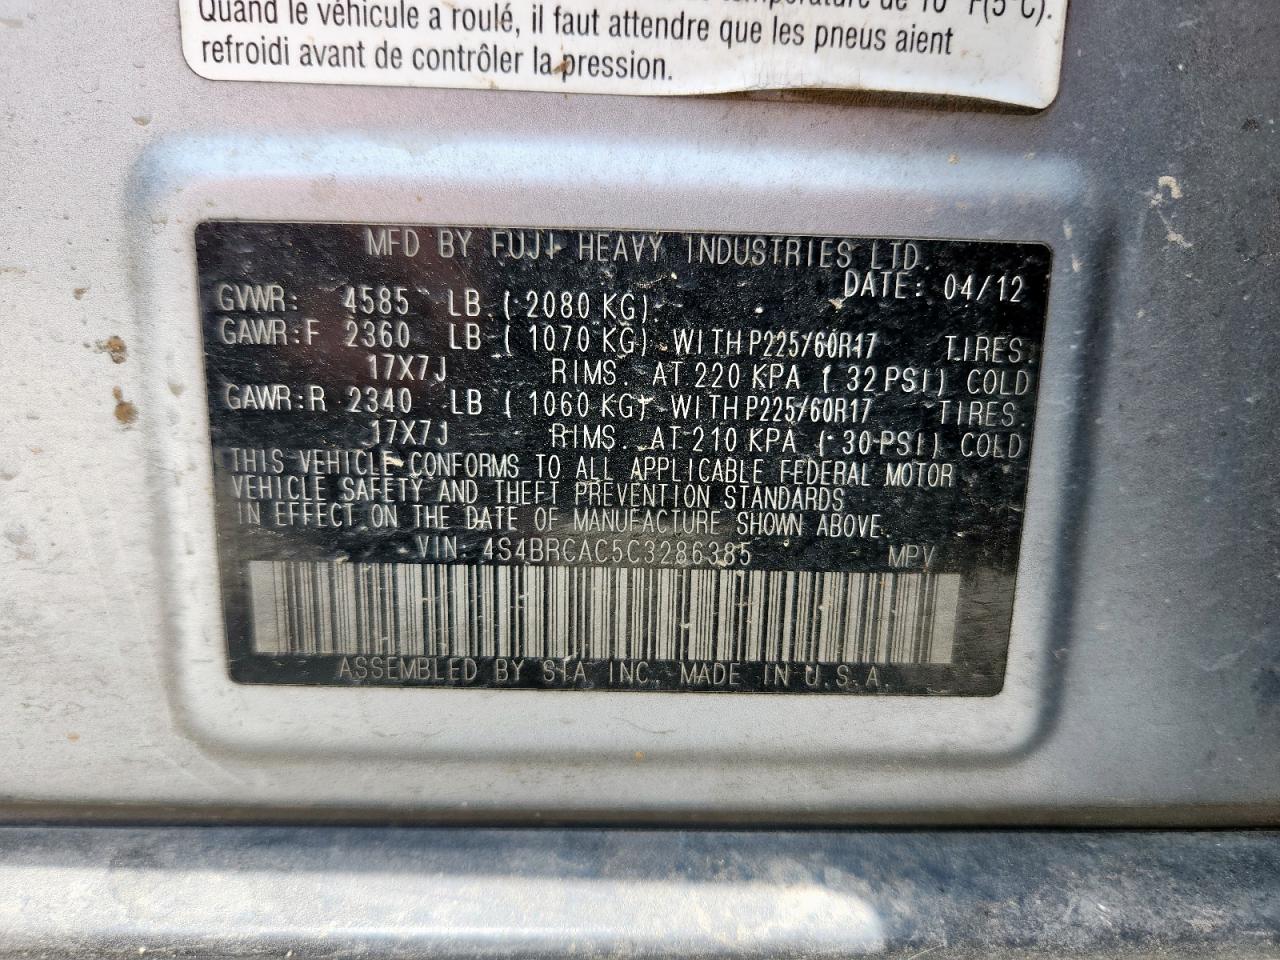 température de 10°F(5°C).
Quand le véhicule a roulé, il faut attendre que les pneus aient
refroidi avant de contrôler la pression.
MFD BY FUJI HEAVY INDUSTRIES LTD.
DATE: 04/12
GVWR: 4585 LB ( 2080 KG)
GAWR:F 2360 LB ( 1070 KG) WITH P225/60R17 TIRES
17X7J RIMS. AT 220 KPA ( 32 PSI) COLD
GAWR:R 2340 LB ( 1060 KG) WITH P225/60R17 TIRES.
17X7J RIMS. AT 210 KPA ( 30 PSI) COLD
THIS VEHICLE CONFORMS TO ALL APPLICABLE FEDERAL MOTOR
VEHICLE SAFETY AND THEFT PREVENTION STANDARDS
IN EFFECT ON THE DATE OF MANUFACTURE SHOWN ABOVE.
VIN: 4S4BRCAC5C3286385 MPV
ASSEMBLED BY SIA INC. MADE IN U.S.A.